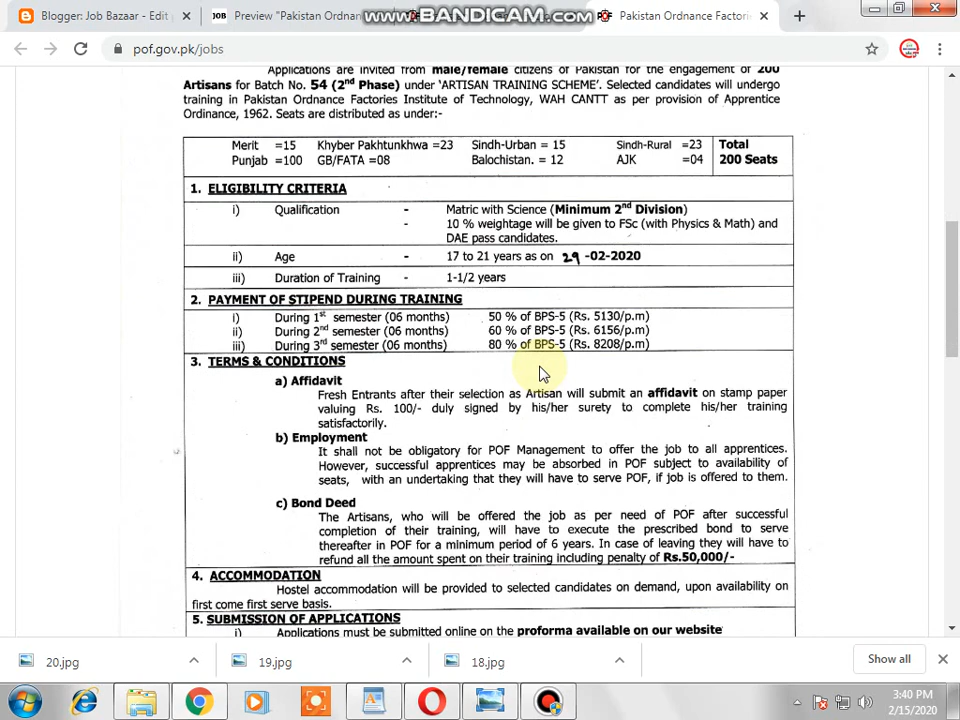 Blogger: Job Bazaar - Edit
JOB Preview "Pakistan Ordnan
WWW.BANDICAM.COM
Pakistan Ordnance Factories
pof.gov.pk/jobs
Applications are invited from male/female citizens of Pakistan for the engagement of 200
Artisans for Batch No. 54 (2nd Phase) under 'ARTISAN TRAINING SCHEME'. Selected candidates will undergo
training in Pakistan Ordnance Factories Institute of Technology, WAH CANTT as per provision of Apprentice
Ordinance, 1962. Seats are distributed as under:-
Merit =15 Khyber Pakhtunkhwa =23 Sindh-Urban = 15 Sindh-Rural =23 Total
Punjab =100 GB/FATA =08 Balochistan. = 12 AJK =04 200 Seats
1. ELIGIBILITY CRITERIA
i) Qualification - Matric with Science (Minimum 2nd Division)
- 10 % weightage will be given to FSc (with Physics & Math) and
DAE pass candidates.
ii) Age - 17 to 21 years as on 29 -02-2020
iii) Duration of Training - 1-1/2 years
2. PAYMENT OF STIPEND DURING TRAINING
i) During 1st semester (06 months) 50 % of BPS-5 (Rs. 5130/p.m)
ii) During 2nd semester (06 months) 60 % of BPS-5 (Rs. 6156/p.m)
iii) During 3rd semester (06 months) 80 % of BPS-5 (Rs. 8208/p.m)
3. TERMS & CONDITIONS
a) Affidavit
Fresh Entrants after their selection as Artisan will submit an affidavit on stamp paper
valuing Rs. 100/- duly signed by his/her surety to complete his/her training
satisfactorily.
b) Employment
It shall not be obligatory for POF Management to offer the job to all apprentices.
However, successful apprentices may be absorbed in POF subject to availability of
seats, with an undertaking that they will have to serve POF, if job is offered to them.
c) Bond Deed
The Artisans, who will be offered the job as per need of POF after successful
completion of their training, will have to execute the prescribed bond to serve
thereafter in POF for a minimum period of 6 years. In case of leaving they will have to
refund all the amount spent on their training including penalty of Rs.50,000/-
4. ACCOMMODATION
Hostel accommodation will be provided to selected candidates on demand, upon availability on
first come first serve basis.
5. SUBMISSION OF APPLICATIONS
i) Applications must be submitted online on the proforma available on our website
20.jpg
19.jpg
18.jpg
Show all
3:40 PM
2/15/2020